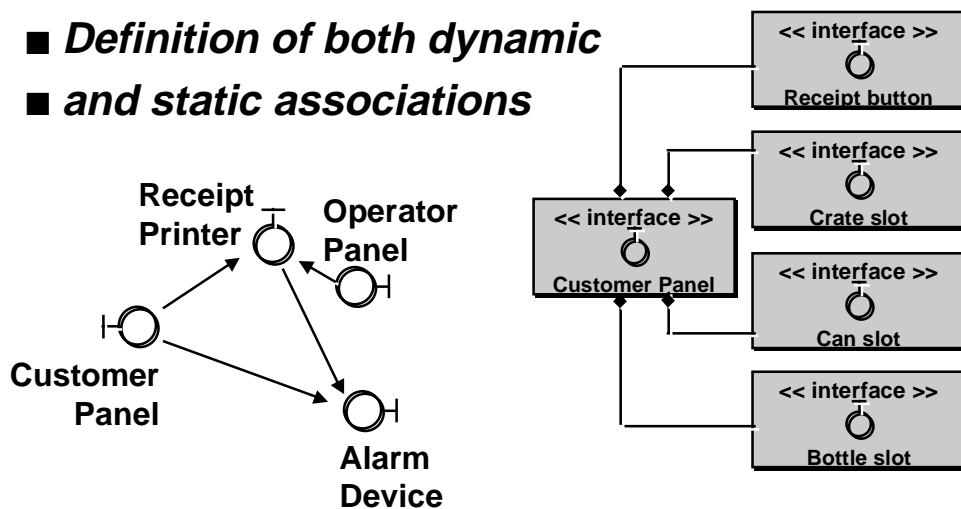 Definition of both dynamic
and static associations
Receipt
Printer
Operator
Panel
Customer
Panel
Alarm
Device
<< interface >>
Receipt button
<< interface >>
Crate slot
<< interface >>
Customer Panel
<< interface >>
Can slot
<< interface >>
Bottle slot